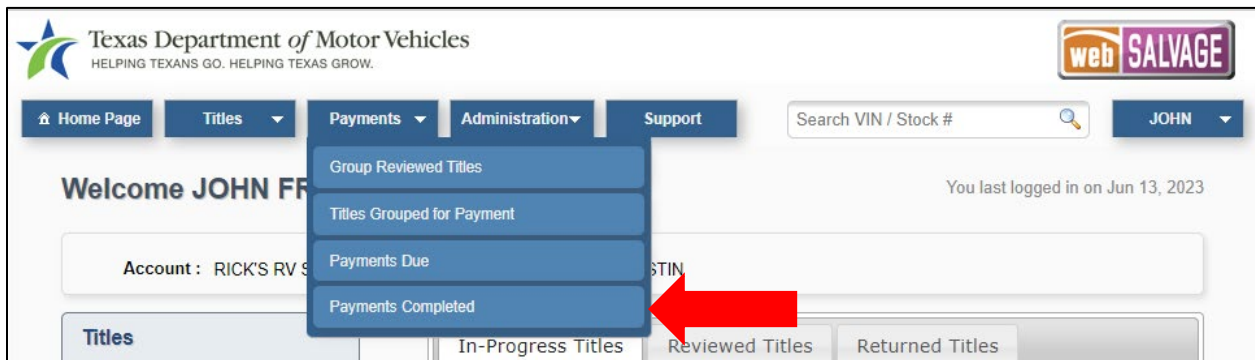 Texas Department of Motor Vehicles
HELPING TEXANS GO. HELPING TEXAS GROW.
web SALVAGE
Home Page
Titles
Payments
Administration
Support
Search VIN / Stock #
JOHN
Group Reviewed Titles
Titles Grouped for Payment
Payments Due
Payments Completed
Welcome JOHN FR
You last logged in on Jun 13, 2023
Account : RICK'S RV S
STIN
Titles
In-Progress Titles
Reviewed Titles
Returned Titles